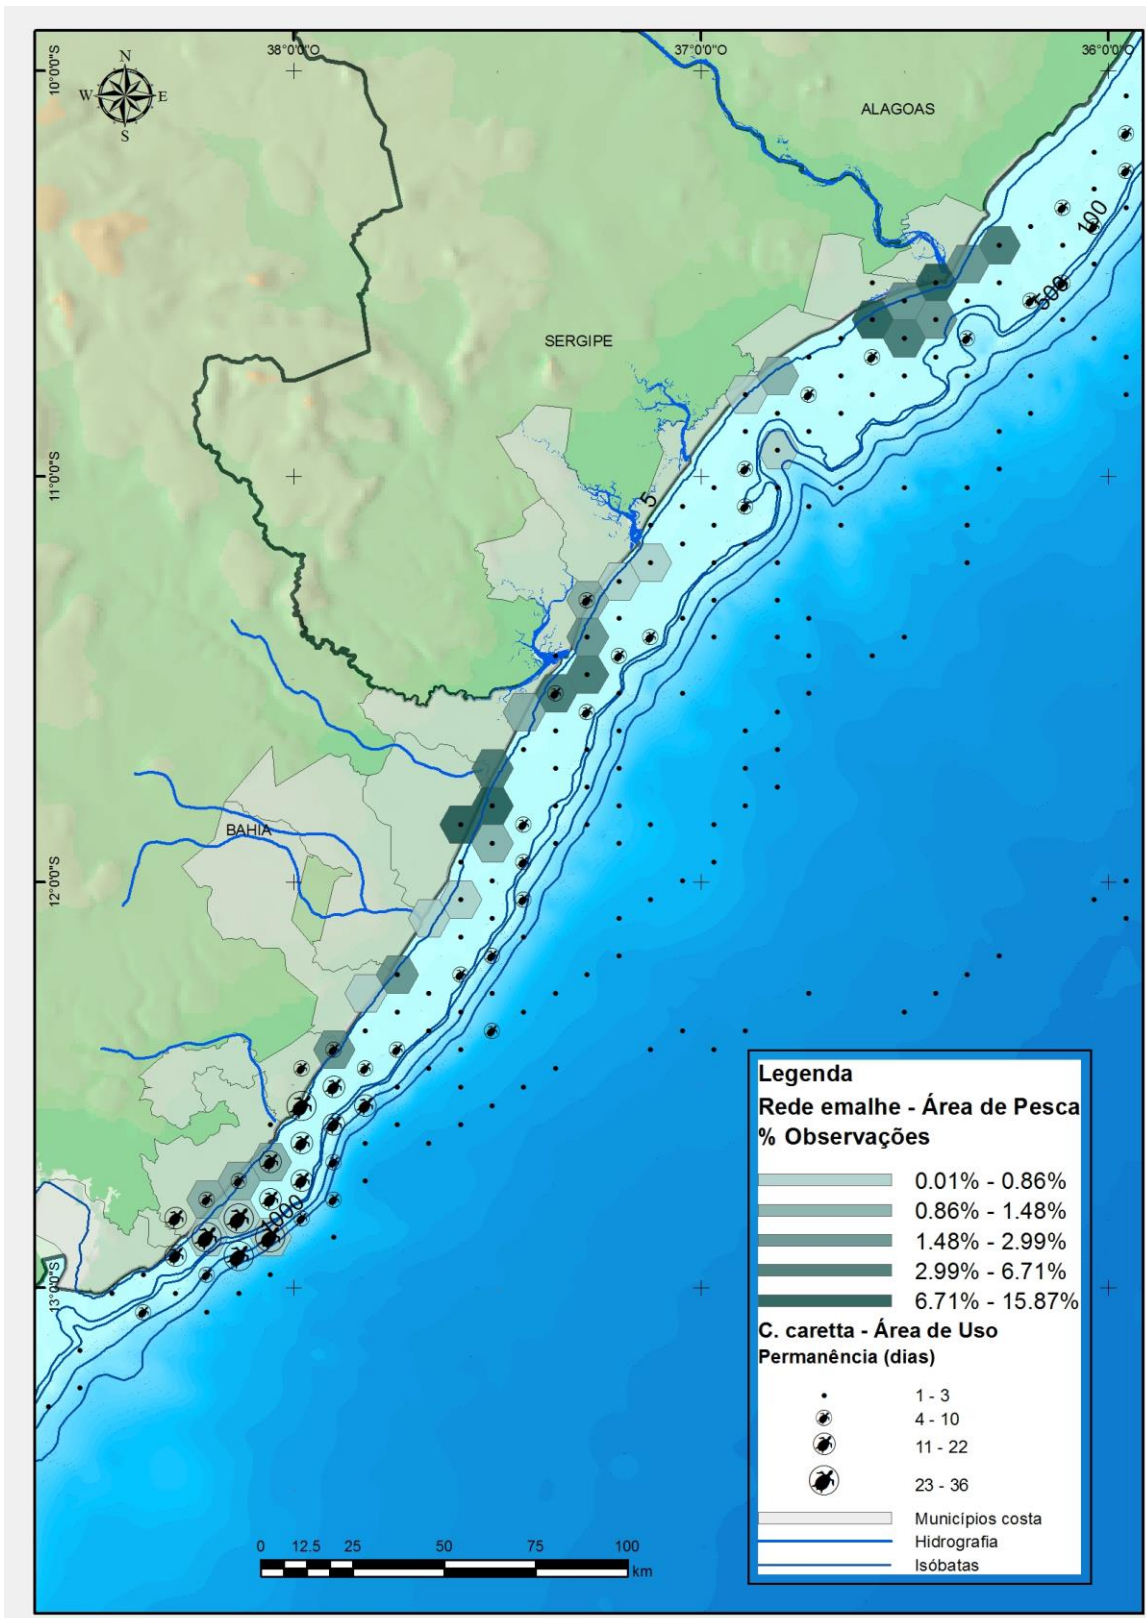 38°0'0"O
37°0'0"O
36°0'0"O
10°0'0"S
N
W
E
S
ALAGOAS
100
500
SERGIPE
11°0'0"S
5
BAHIA
12°0'0"S
1000
13°0'0"S
Legenda
Rede emalhe - Área de Pesca
% Observações
0.01% - 0.86%
0.86% - 1.48%
1.48% - 2.99%
2.99% - 6.71%
6.71% - 15.87%
C. caretta - Área de Uso
Permanência (dias)
1 - 3
4 - 10
11 - 22
23 - 36
Municípios costa
Hidrografia
Isóbatas
0 12.5 25 50 75 100
km